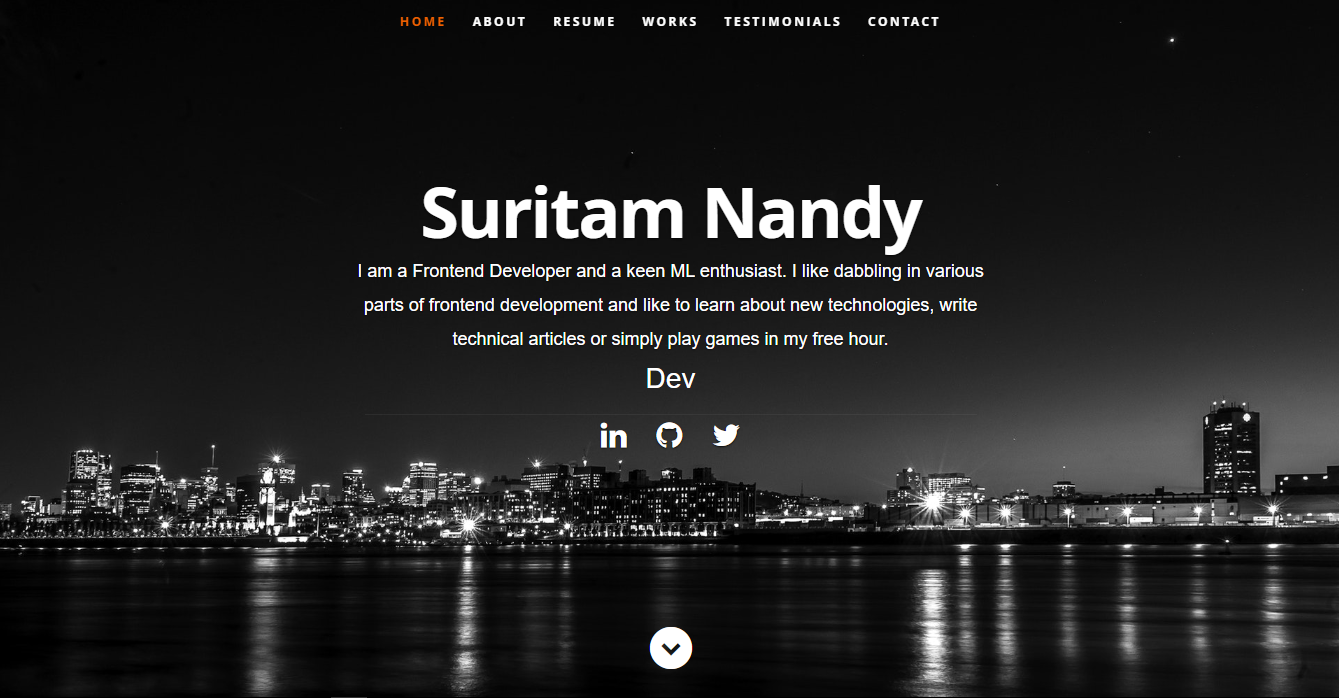 HOME ABOUT RESUME WORKS TESTIMONIALS CONTACT
Suritam Nandy
I am a Frontend Developer and a keen ML enthusiast. I like dabbling in various
parts of frontend development and like to learn about new technologies, write
technical articles or simply play games in my free hour.
Dev
in